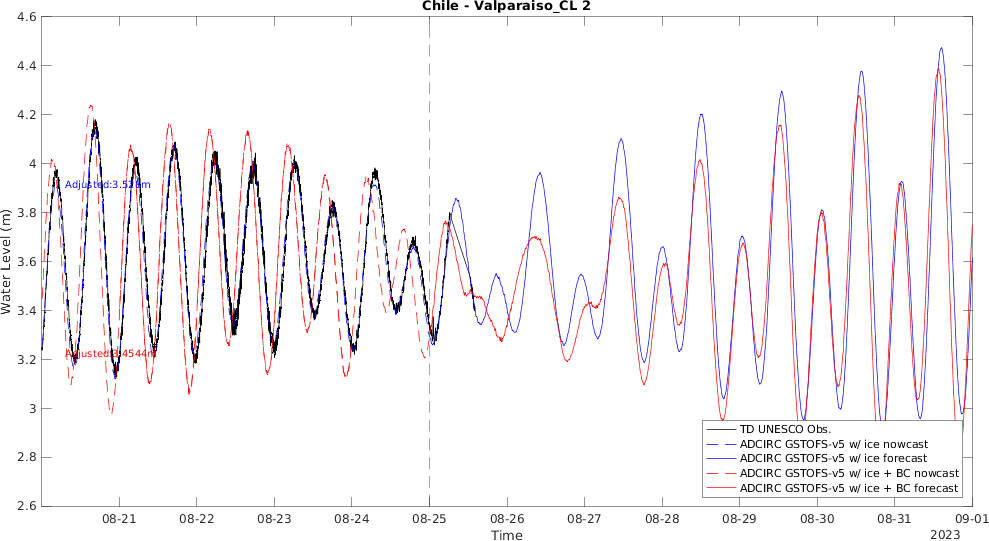 Chile - Valparaiso_CL 2
4.6
4.4
4.2
4
3.8
3.6
3.4
3.2
3
2.8
2.6
Water Level (m)
Adjusted:3.528m
Adjusted:3.4544m
TD UNESCO Obs.
ADCIRC GSTOFS-v5 w/ ice nowcast
ADCIRC GSTOFS-v5 w/ ice forecast
ADCIRC GSTOFS-v5 w/ ice + BC nowcast
ADCIRC GSTOFS-v5 w/ ice + BC forecast
08-21 08-22 08-23 08-24 08-25 08-26 08-27 08-28 08-29 08-30 08-31 09-01
Time
2023